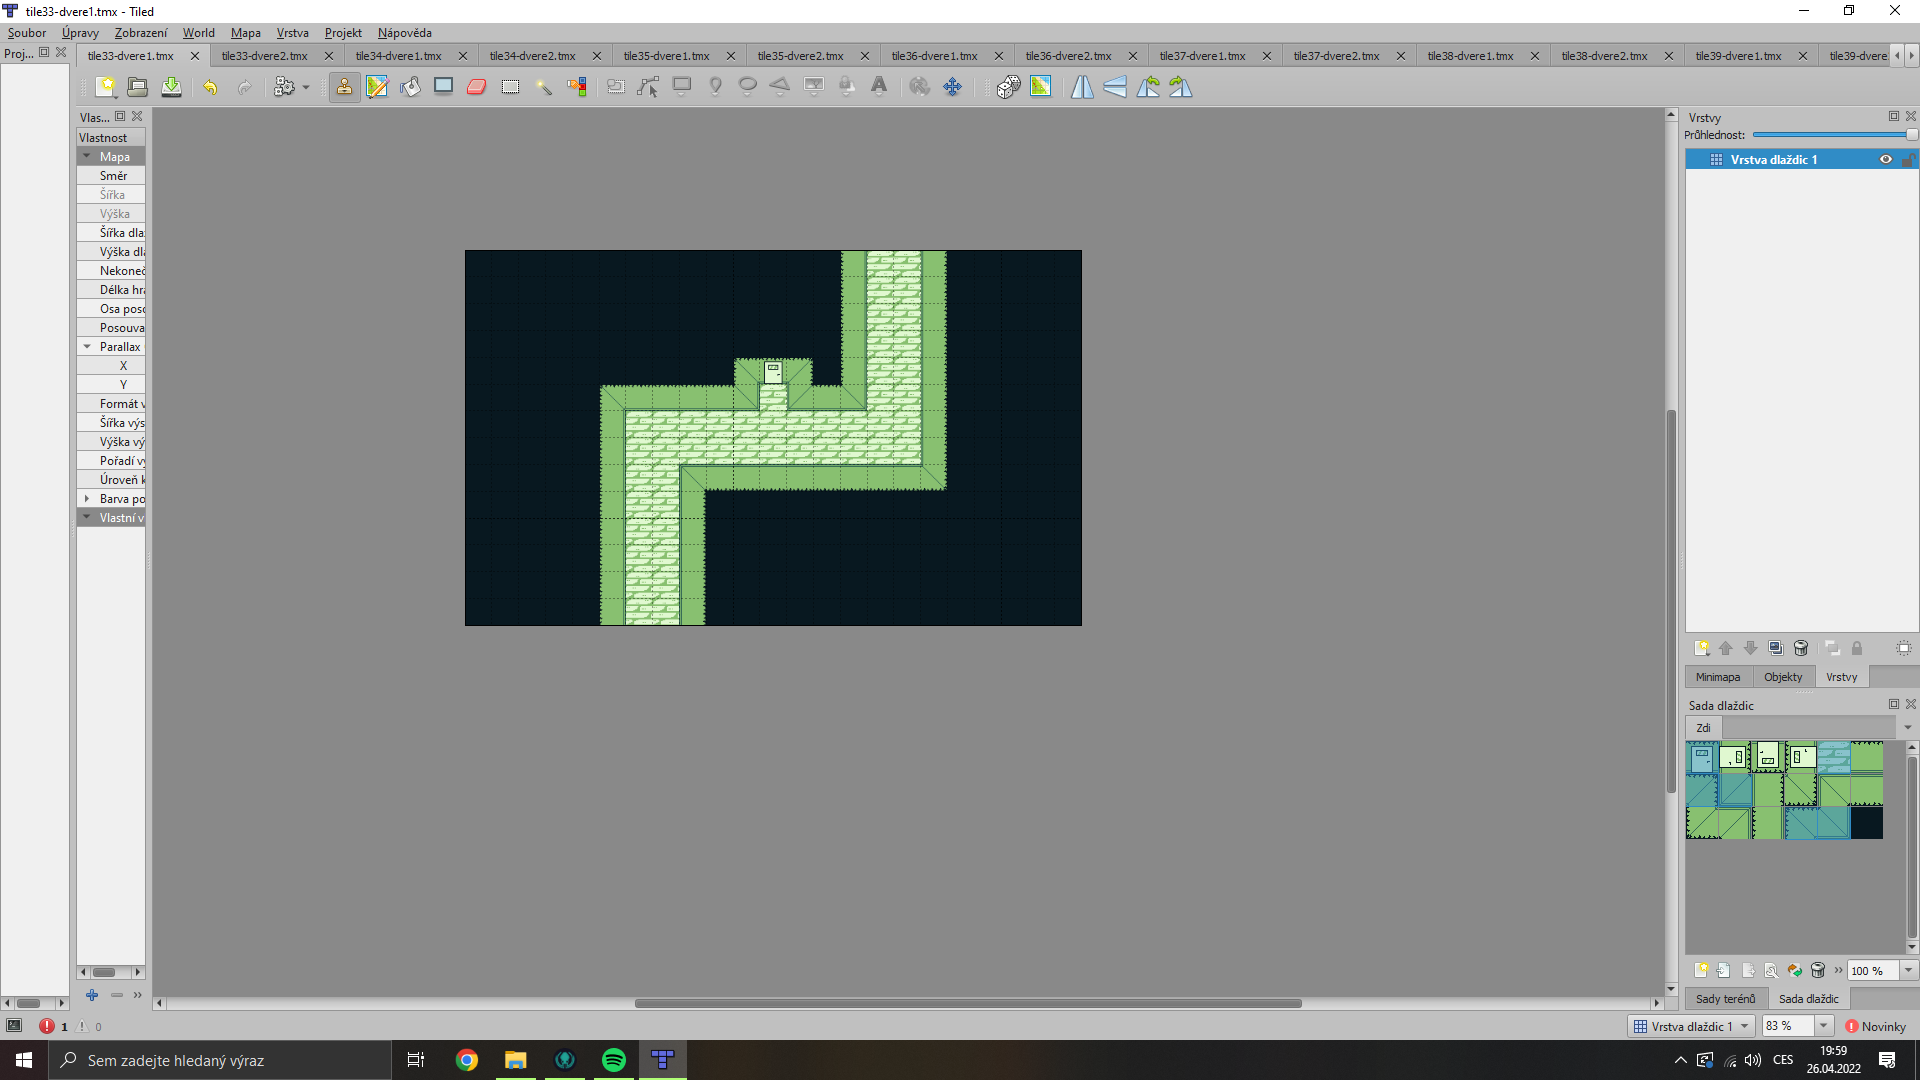 tile33-dvere1.tmx - Tiled
Soubor Úpravy Zobrazení World Mapa Vrstva Projekt Nápověda
Proj...
tile33-dvere1.tmx tile33-dvere2.tmx tile34-dvere1.tmx tile34-dvere2.tmx tile35-dvere1.tmx tile35-dvere2.tmx tile36-dvere1.tmx tile36-dvere2.tmx tile37-dvere1.tmx tile37-dvere2.tmx tile38-dvere1.tmx tile38-dvere2.tmx tile39-dvere1.tmx tile39-dvere
Vlas...
Vlastnost
Mapa
Směr
Šířka
Výška
Šířka dla
Výška dl
Nekoneč
Délka hr
Osa poso
Posouva
Parallax
X
Y
Formát v
Šířka výs
Výška vý
Pořadí vy
Úroveň k
Barva po
Vlastní v
Vrstvy
Průhlednost:
Vrstva dlaždic 1
Minimapa Objekty Vrstvy
Sada dlaždic
Zdi
100 %
Sady terénů Sada dlaždic
1 0
Vrstva dlaždic 1 83 % Novinky
Sem zadejte hledaný výraz
CES
19:59
26.04.2022